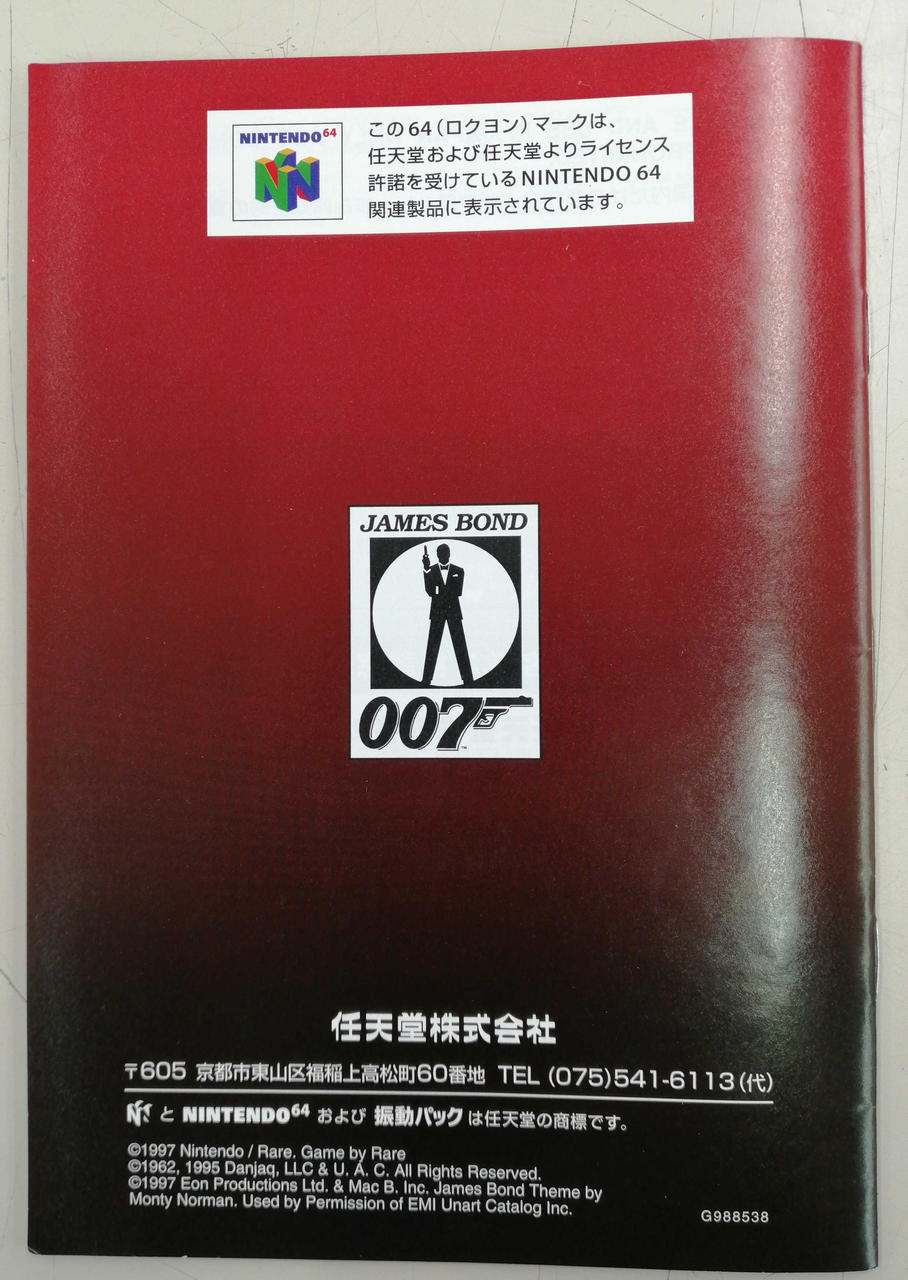 NINTENDO64
この64（ロクヨン）マークは、
任天堂および任天堂よりライセンス
許諾を受けているNINTENDO 64
関連製品に表示されています。
JAMES BOND
007
TM
任天堂株式会社
〒605 京都市東山区福稲上高松町60番地 TEL (075)541-6113(代)
と NINTENDO64 および 振動パック は任天堂の商標です。
©1997 Nintendo / Rare. Game by Rare
©1962, 1995 Danjaq, LLC & U. A. C. All Rights Reserved.
©1997 Eon Productions Ltd. & Mac B. Inc. James Bond Theme by
Monty Norman. Used by Permission of EMI Unart Catalog Inc.
G988538